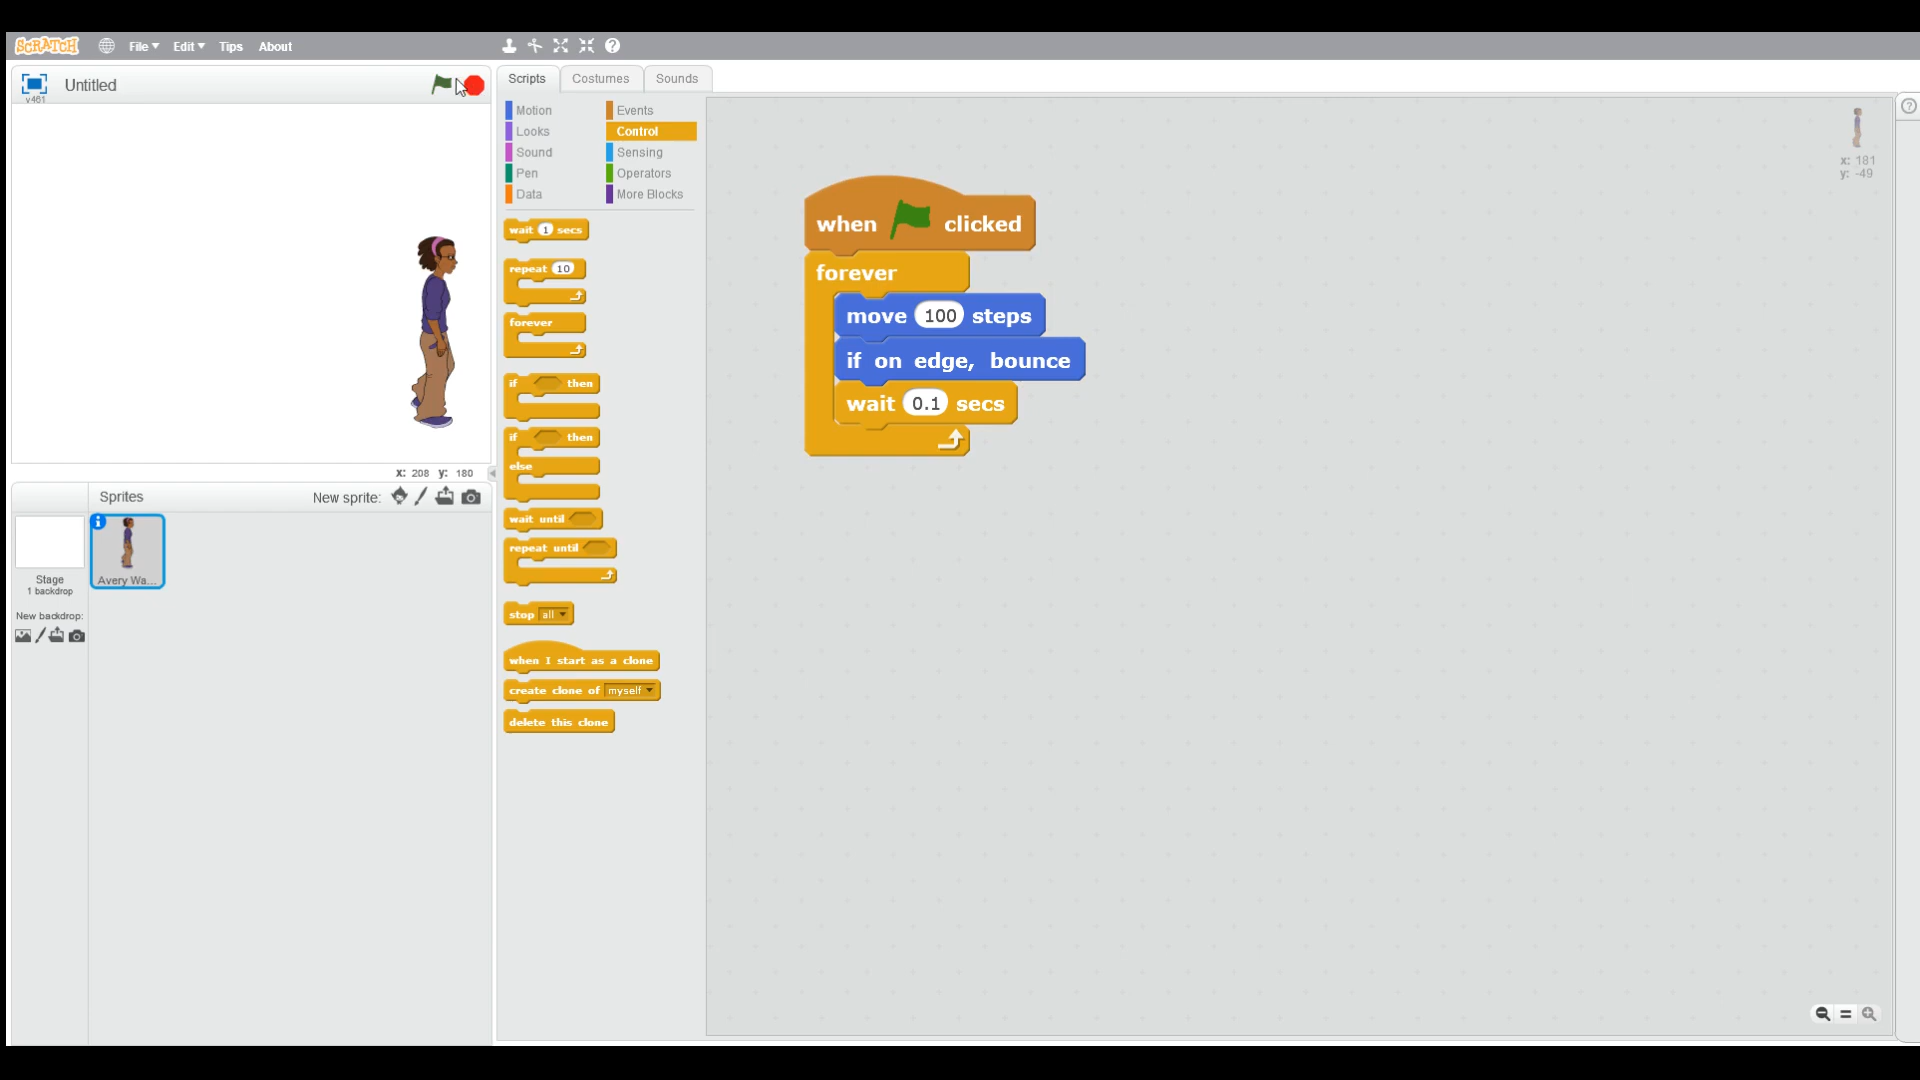 SCRATCH File Edit Tips About
Untitled
v461
x: 208 y: 180
Sprites New sprite:
Avery Wa...
Stage
1 backdrop
New backdrop:
Scripts Costumes Sounds
Motion Events
Looks Control
Sound Sensing
Pen Operators
Data More Blocks
wait 1 secs
repeat 10
forever
if then
if then
else
wait until
repeat until
stop all
when I start as a clone
create clone of myself
delete this clone
when clicked
forever
move 100 steps
if on edge, bounce
wait 0.1 secs
x: 181
y: -49